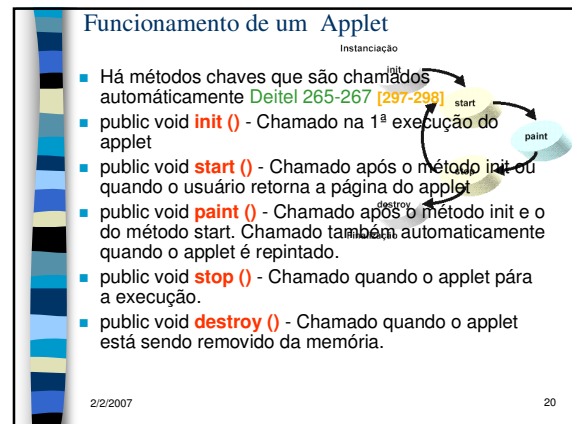 Funcionamento de um Applet
Instanciação
init
start
paint
stop
destroy
Finalização
Há métodos chaves que são chamados
automáticamente Deitel 265-267 [297-298]
public void init () - Chamado na 1ª execução do
applet
public void start () - Chamado após o método init ou
quando o usuário retorna a página do applet
public void paint () - Chamado após o método init e o
do método start. Chamado também automaticamente
quando o applet é repintado.
public void stop () - Chamado quando o applet pára
a execução.
public void destroy () - Chamado quando o applet
está sendo removido da memória.
2/2/2007
20